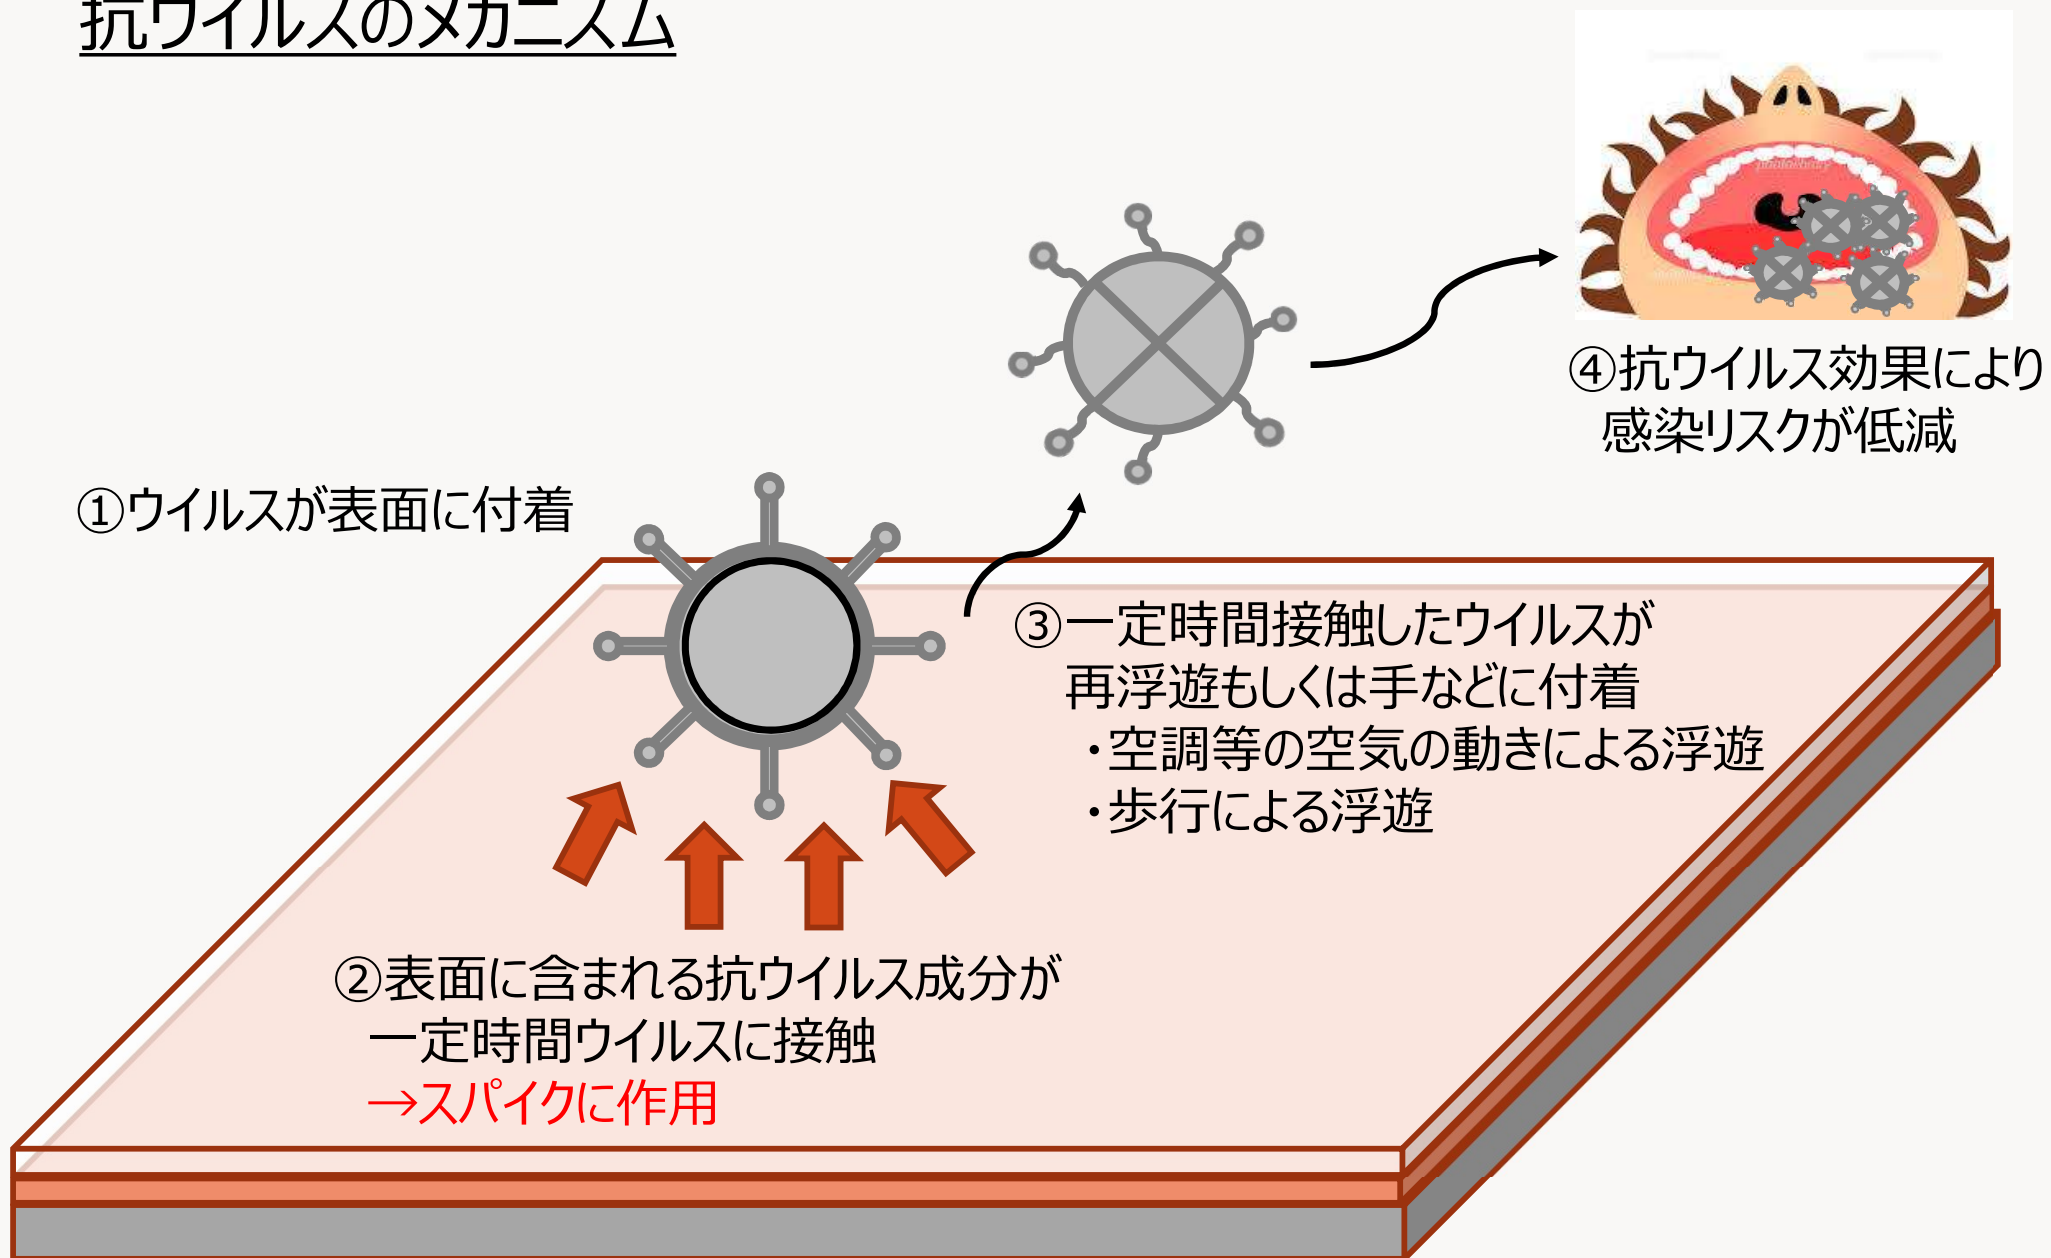 抗ウイルスのメカニズム
①ウイルスが表面に付着
②表面に含まれる抗ウイルス成分が
一定時間ウイルスに接触
→スパイクに作用
③一定時間接触したウイルスが
再浮遊もしくは手などに付着
・空調等の空気の動きによる浮遊
・歩行による浮遊
④抗ウイルス効果により
感染リスクが低減